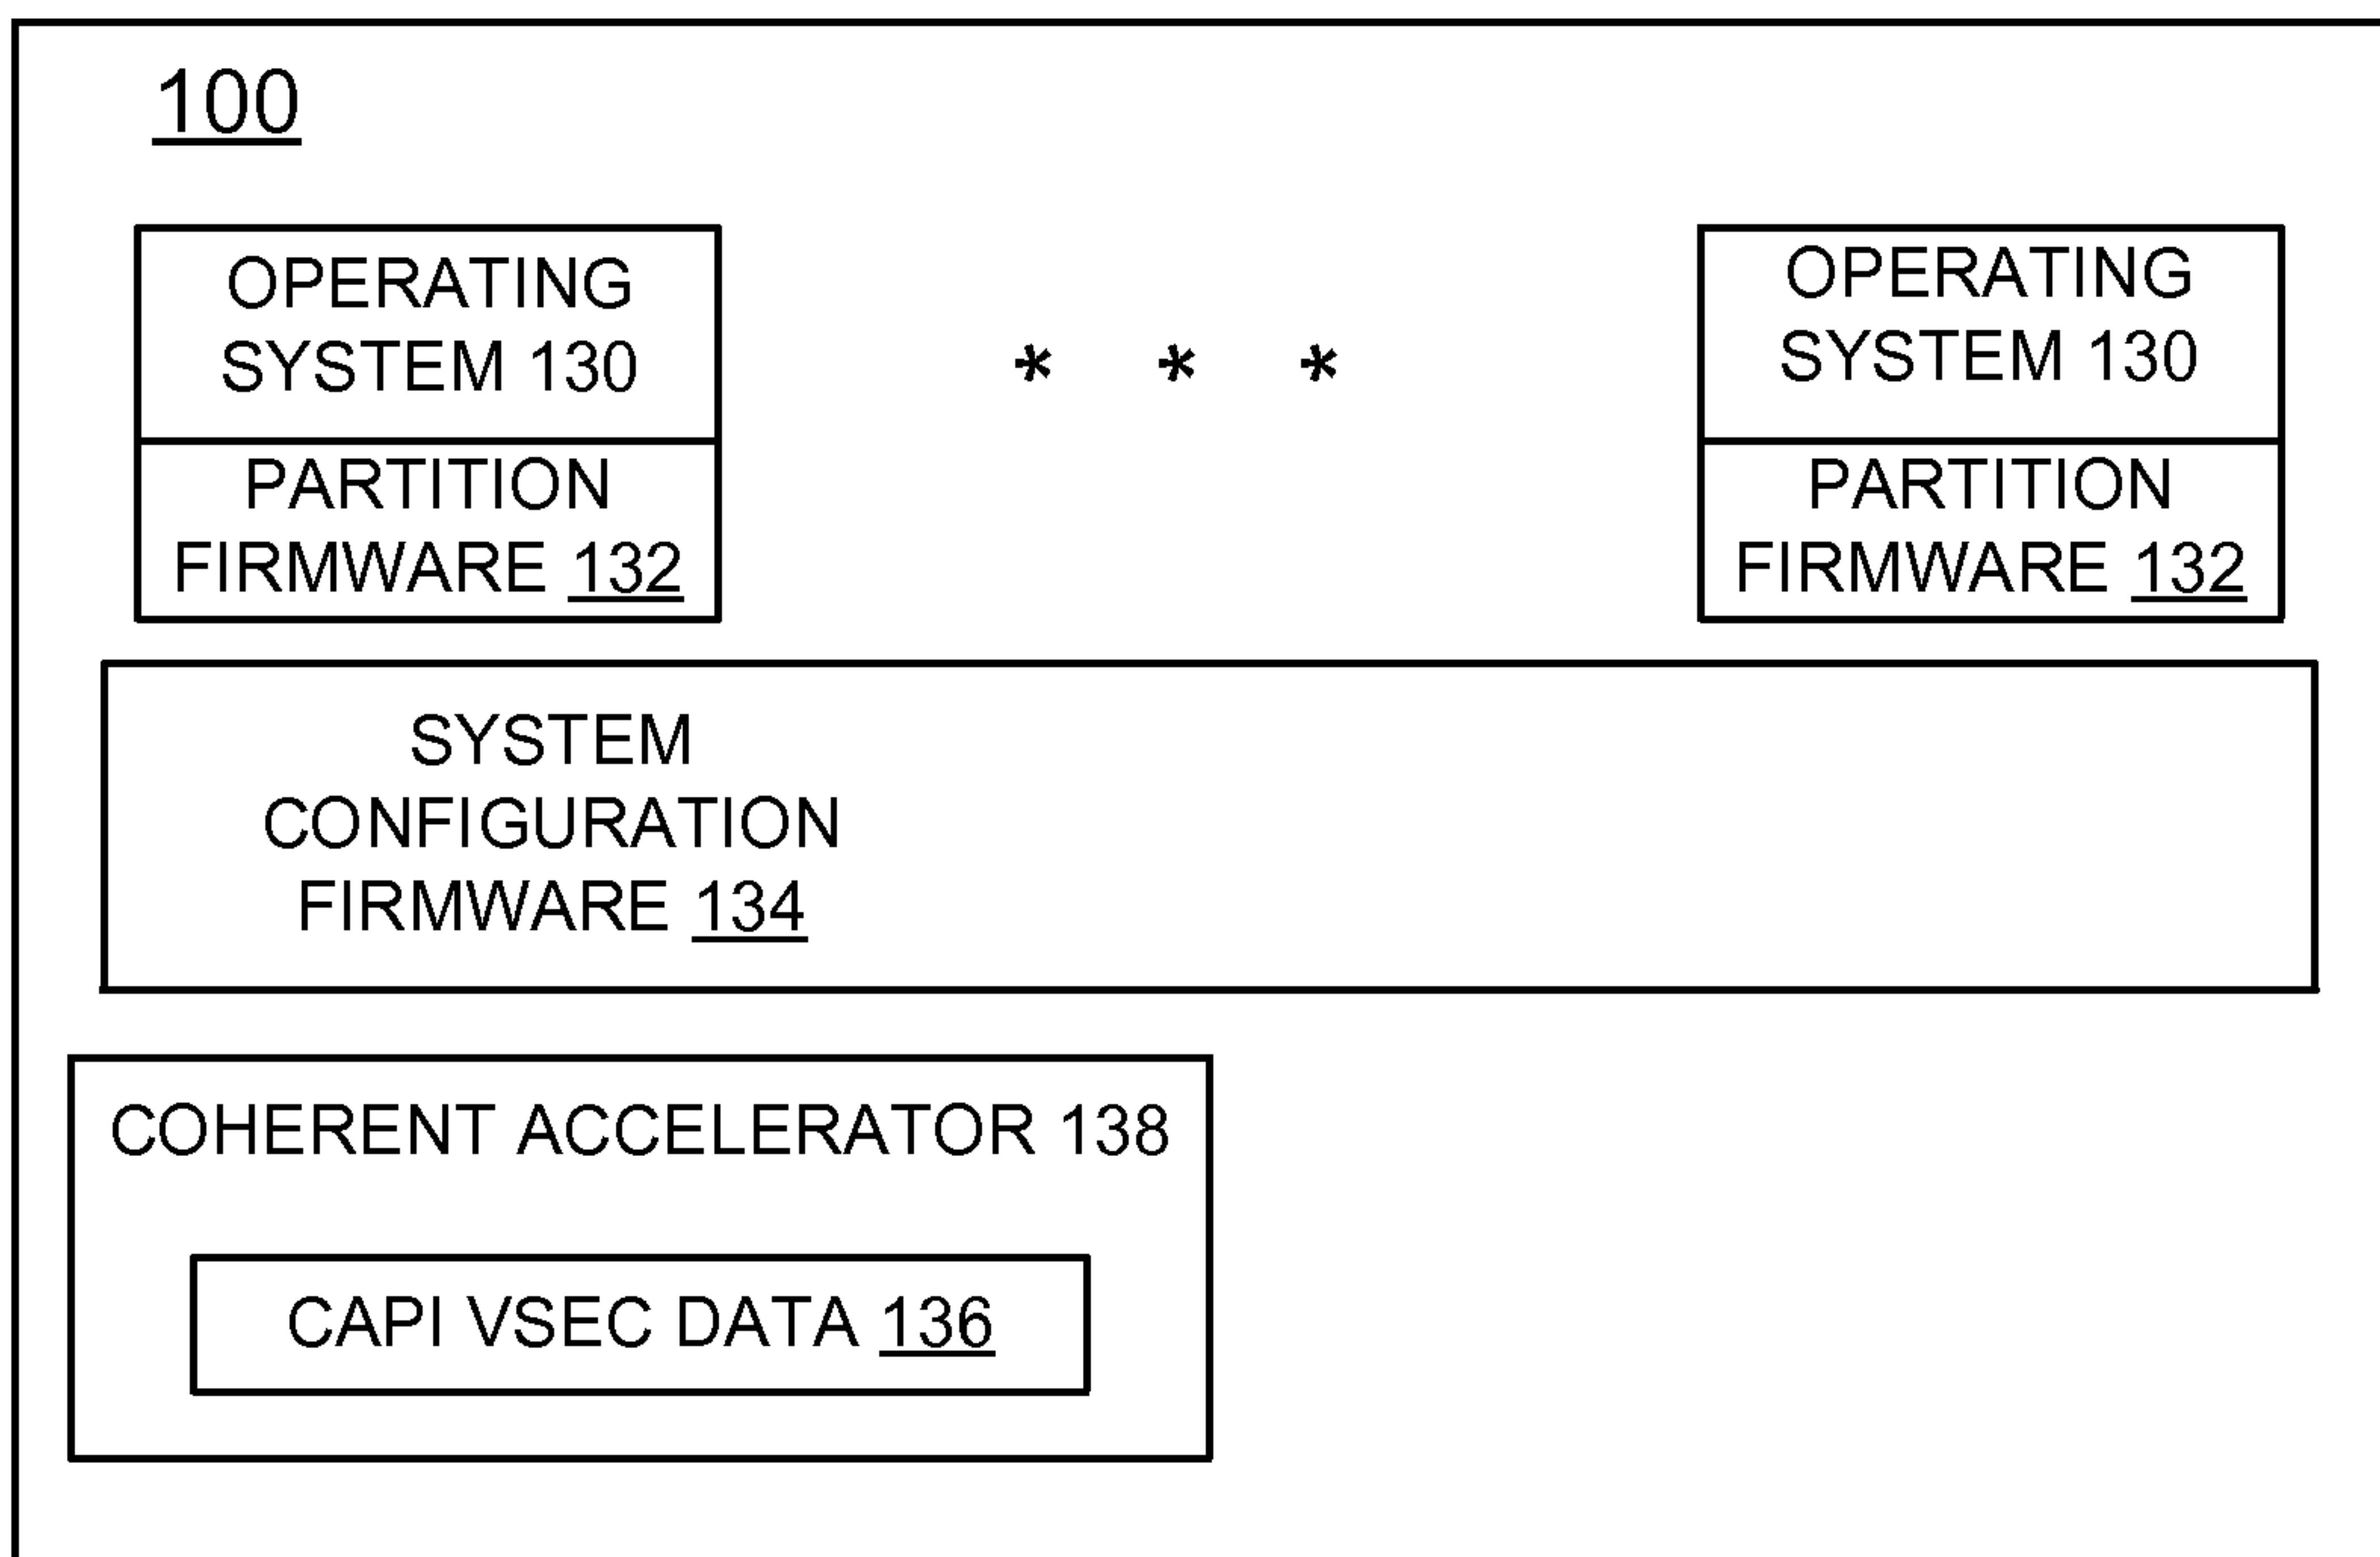 100
OPERATING
SYSTEM 130
PARTITION
FIRMWARE 132
* * *
OPERATING
SYSTEM 130
PARTITION
FIRMWARE 132
SYSTEM
CONFIGURATION
FIRMWARE 134
COHERENT ACCELERATOR 138
CAPI VSEC DATA 136